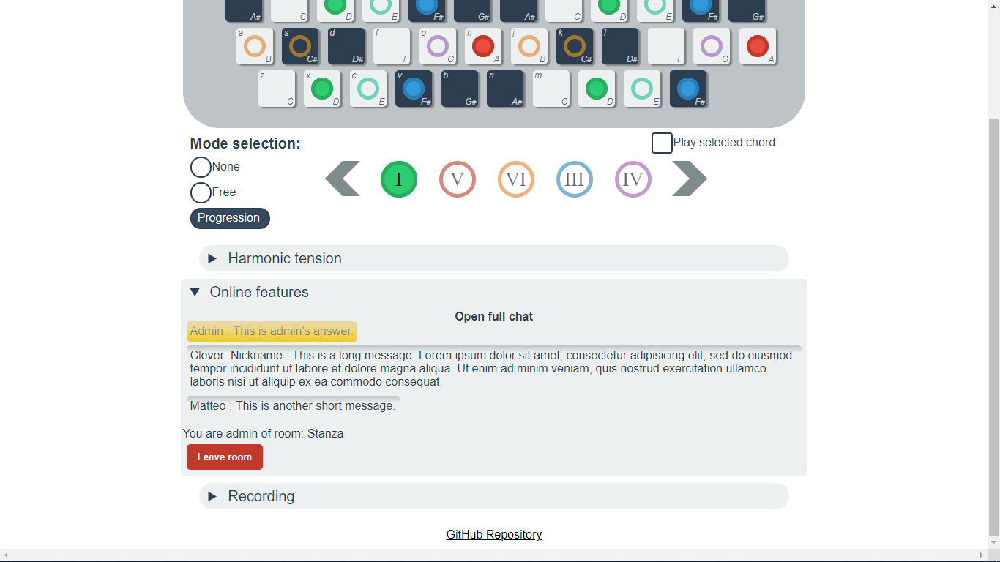 A# C D E F# G# A# C D E F# G#
a B s C# d D# f F g G h A j B k C# l D# F G A
z C x D c E v F# b G# n A# m C D E F#
Mode selection:
Play selected chord
None
I V VI III IV
Free
Progression
Harmonic tension
Online features
Open full chat
Admin : This is admin's answer.
Clever_Nickname : This is a long message. Lorem ipsum dolor sit amet, consectetur adipisicing elit, sed do eiusmod
tempor incididunt ut labore et dolore magna aliqua. Ut enim ad minim veniam, quis nostrud exercitation ullamco
laboris nisi ut aliquip ex ea commodo consequat.
Matteo : This is another short message.
You are admin of room: Stanza
Leave room
Recording
GitHub Repository